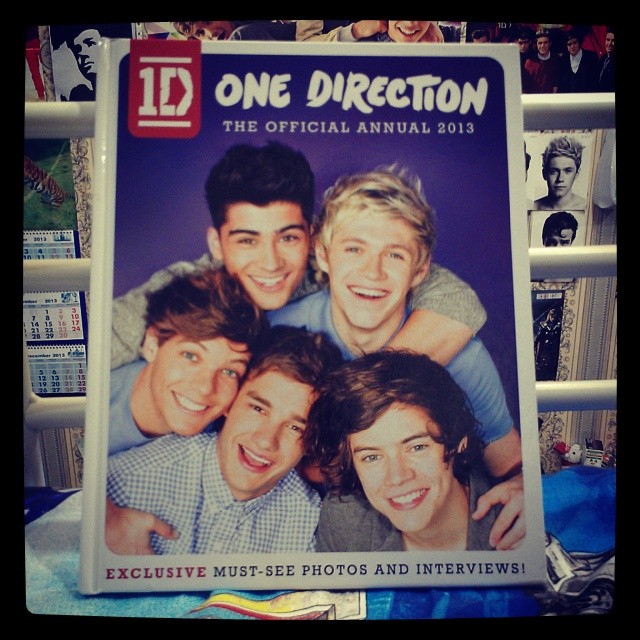 1D
ONE DIRECTION
THE OFFICIAL ANNUAL 2013
EXCLUSIVE MUST-SEE PHOTOS AND INTERVIEWS!